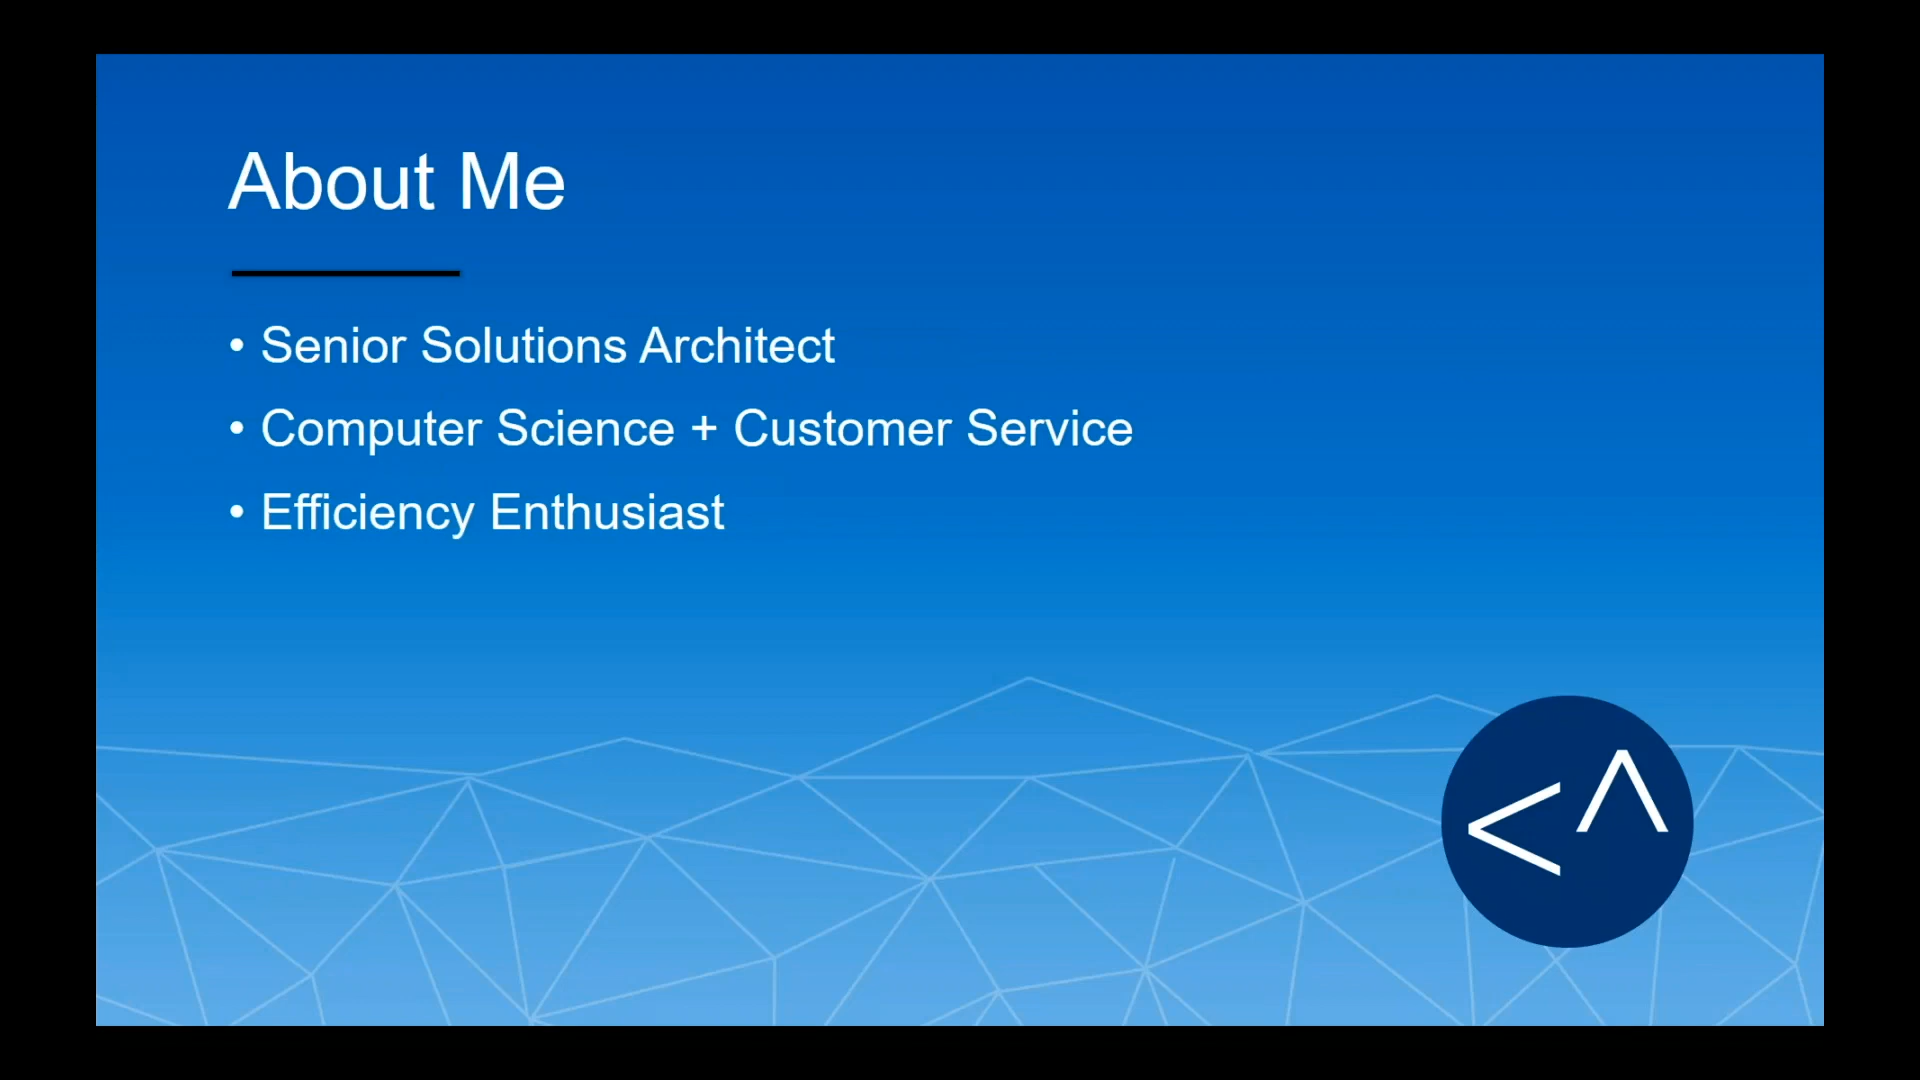 About Me
• Senior Solutions Architect
• Computer Science + Customer Service
• Efficiency Enthusiast
<^